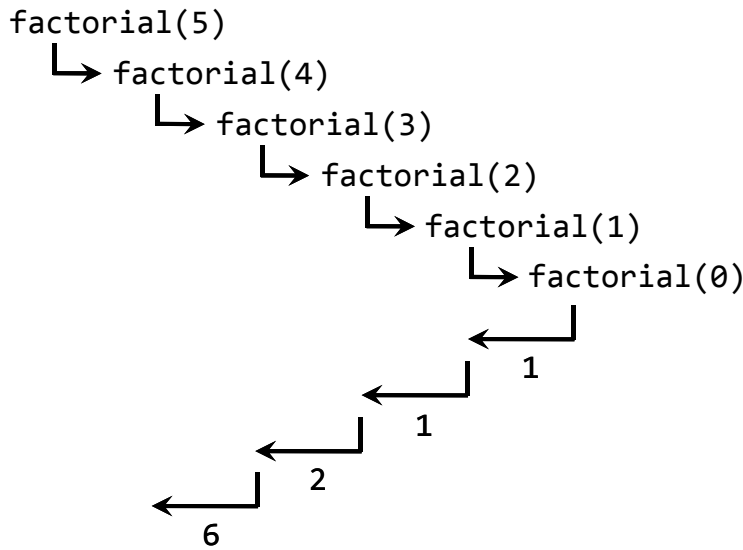 factorial(5)
factorial(4)
factorial(3)
factorial(2)
factorial(1)
factorial(0)
1
1
2
6